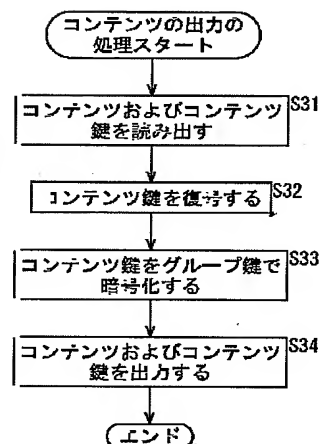 コンテンツの出力の
処理スタート
コンテンツおよびコンテンツ
鍵を読み出す
S31
コンテンツ鍵を復号する
S32
コンテンツ鍵をグループ鍵で
暗号化する
S33
コンテンツおよびコンテンツ
鍵を出力する
S34
エンド